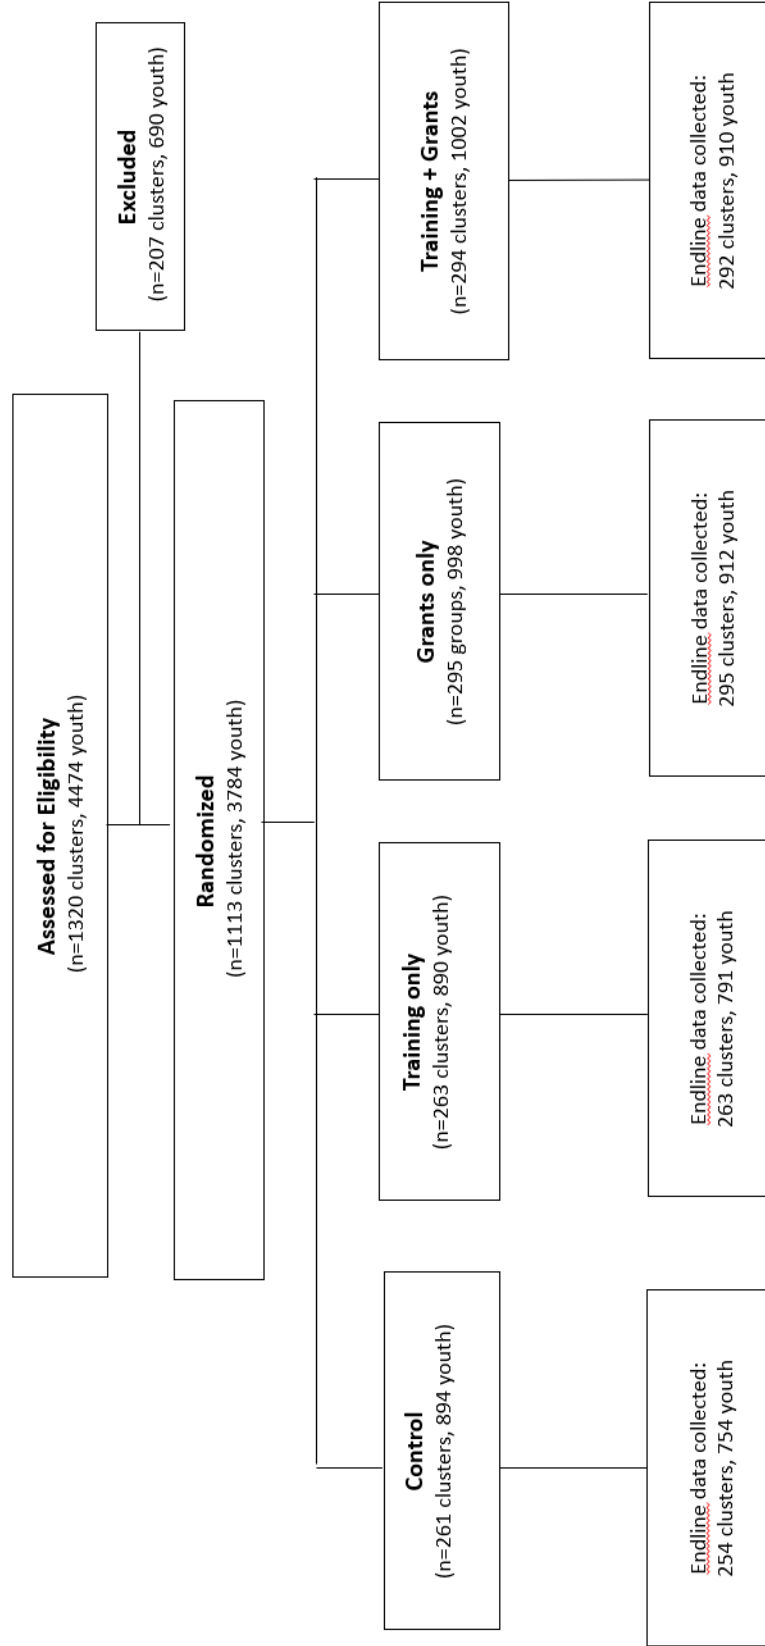 Assessed for Eligibility
(n=1320 clusters, 4474 youth)
Excluded
(n=207 clusters, 690 youth)
Randomized
(n=1113 clusters, 3784 youth)
Control
(n=261 clusters, 894 youth)
Training only
(n=263 clusters, 890 youth)
Grants only
(n=295 groups, 998 youth)
Training + Grants
(n=294 clusters, 1002 youth)
Endline data collected:
254 clusters, 754 youth
Endline data collected:
263 clusters, 791 youth
Endline data collected:
295 clusters, 912 youth
Endline data collected:
292 clusters, 910 youth